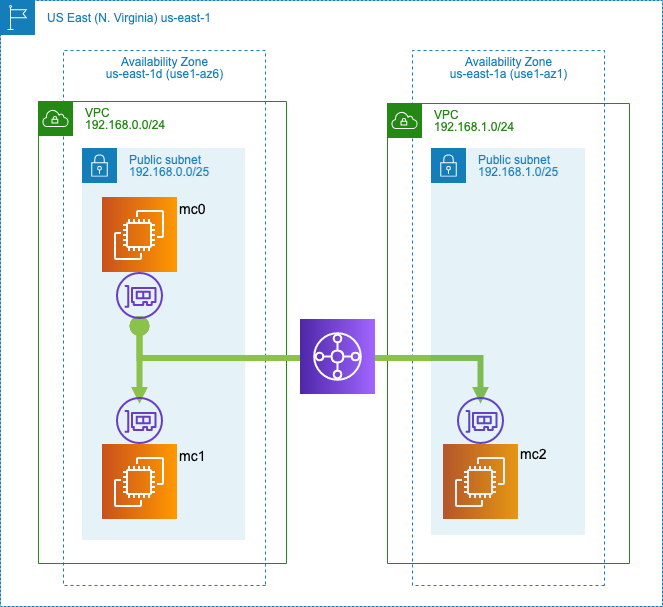 US East (N. Virginia) us-east-1
Availability Zone
us-east-1d (use1-az6)
Availability Zone
us-east-1a (use1-az1)
VPC
192.168.0.0/24
VPC
192.168.1.0/24
Public subnet
192.168.0.0/25
Public subnet
192.168.1.0/25
mc0
mc1
mc2